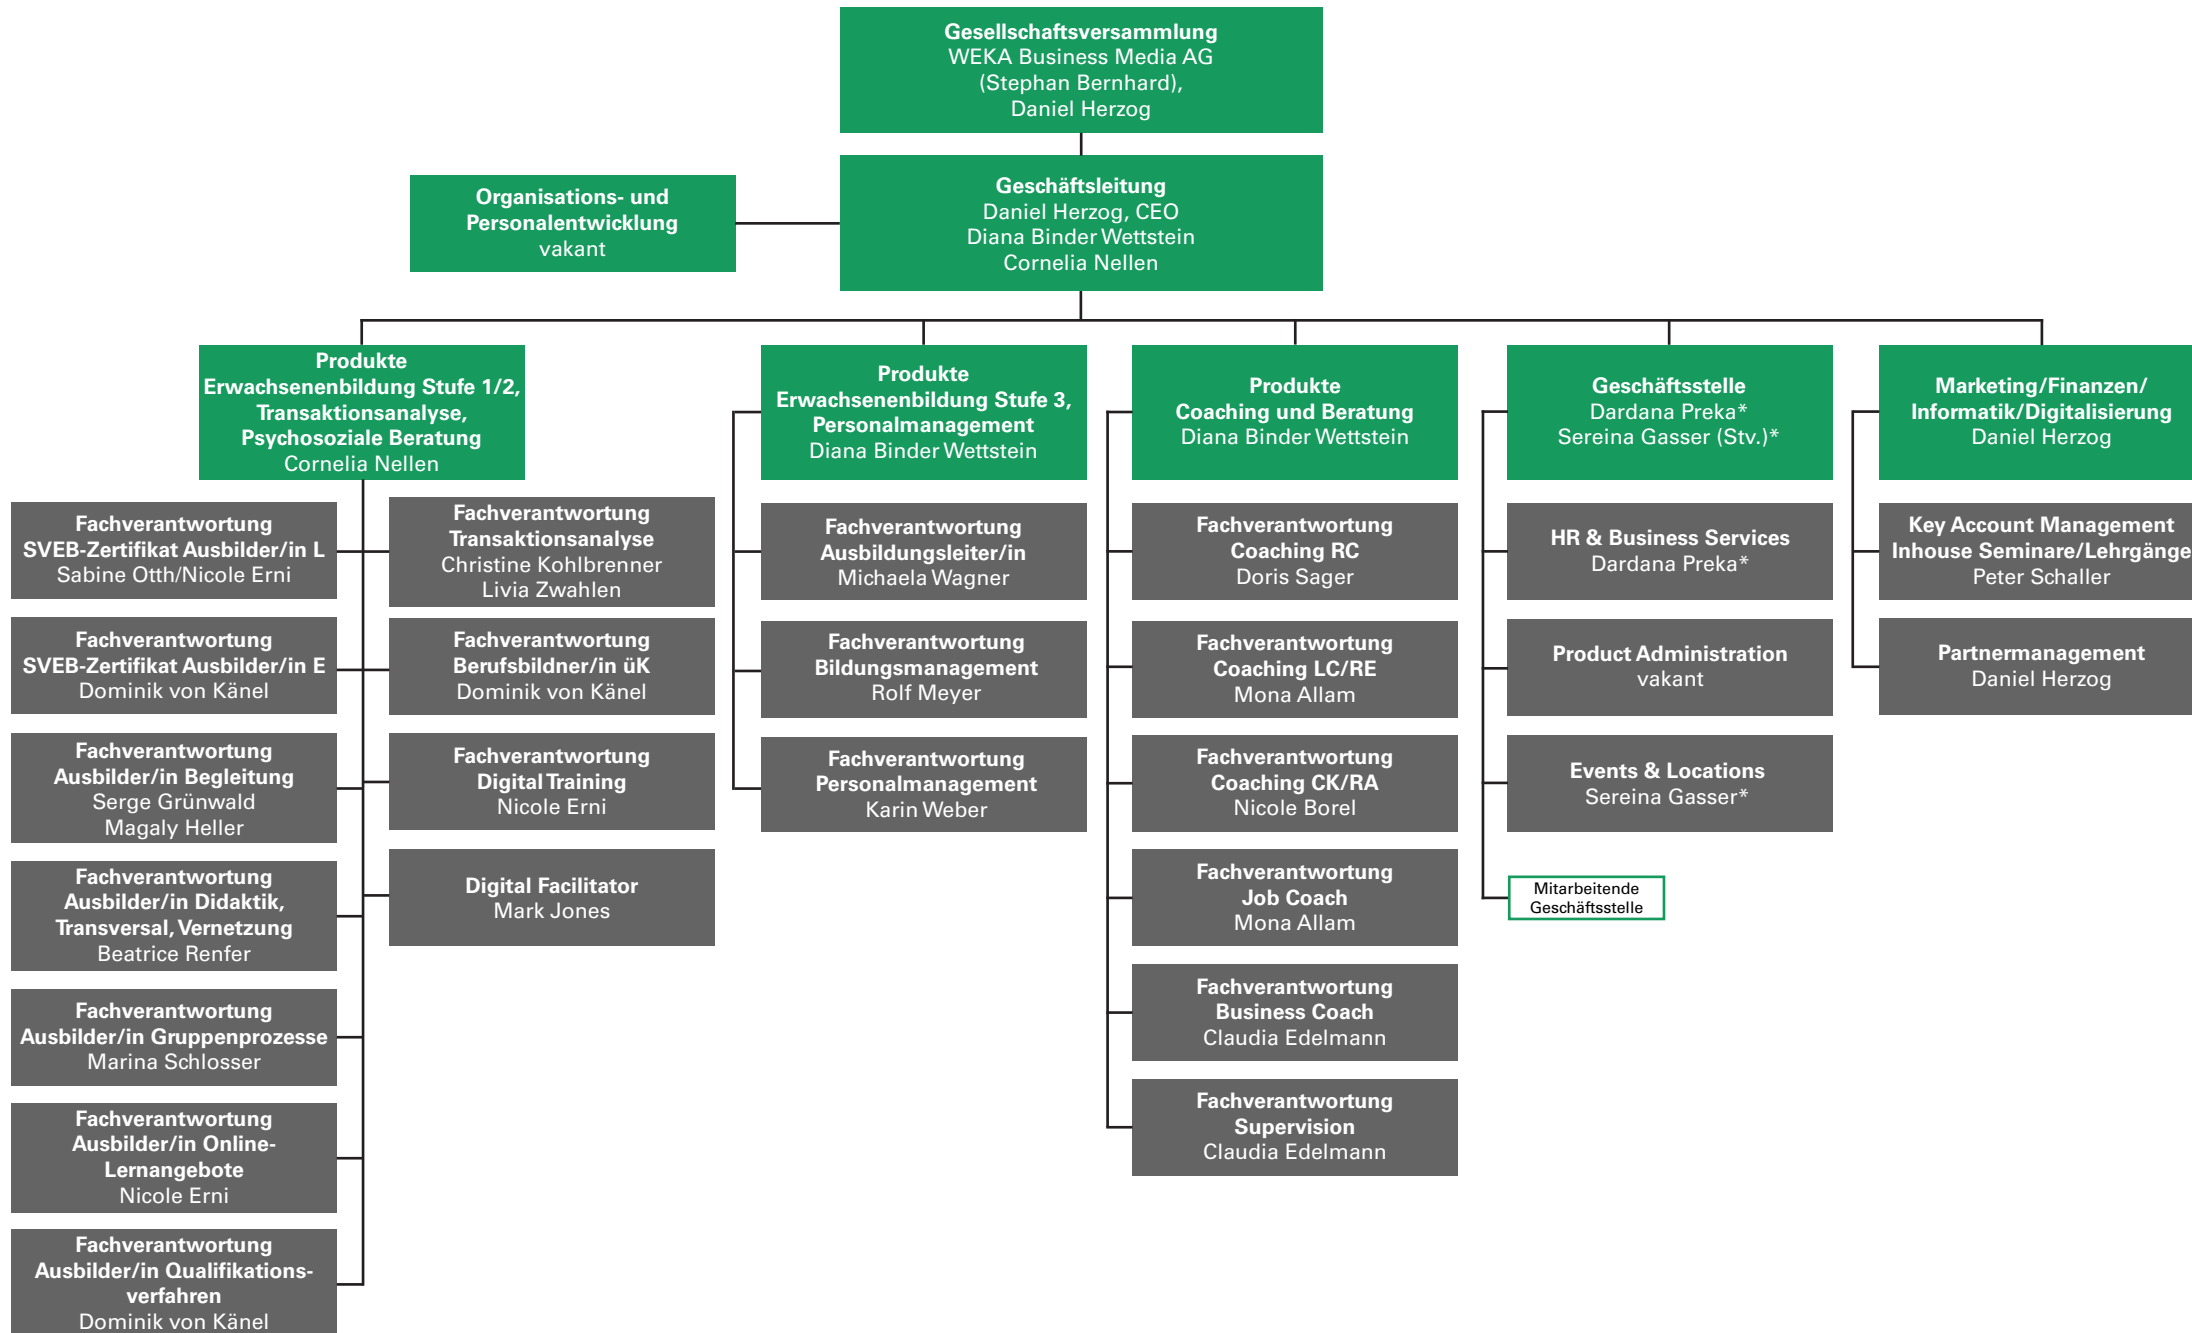 Gesellschaftsversammlung
WEKA Business Media AG
(Stephan Bernhard),
Daniel Herzog
Organisations- und
Personalentwicklung
vakant
Geschäftsleitung
Daniel Herzog, CEO
Diana Binder Wettstein
Cornelia Nellen
Produkte
Erwachsenenbildung Stufe 1/2,
Transaktionsanalyse,
Psychosoziale Beratung
Cornelia Nellen
Fachverantwortung
SVEB-Zertifikat Ausbilder/in L
Sabine Otth/Nicole Erni
Fachverantwortung
SVEB-Zertifikat Ausbilder/in E
Dominik von Känel
Fachverantwortung
Ausbilder/in Begleitung
Serge Grünwald
Magaly Heller
Fachverantwortung
Ausbilder/in Didaktik,
Transversal, Vernetzung
Beatrice Renfer
Fachverantwortung
Ausbilder/in Gruppenprozesse
Marina Schlosser
Fachverantwortung
Ausbilder/in Online-
Lernangebote
Nicole Erni
Fachverantwortung
Ausbilder/in Qualifikations-
verfahren
Dominik von Känel
Fachverantwortung
Transaktionsanalyse
Christine Kohlbrenner
Livia Zwahlen
Fachverantwortung
Berufsbildner/in üK
Dominik von Känel
Fachverantwortung
Digital Training
Nicole Erni
Digital Facilitator
Mark Jones
Produkte
Erwachsenenbildung Stufe 3,
Personalmanagement
Diana Binder Wettstein
Fachverantwortung
Ausbildungsleiter/in
Michaela Wagner
Fachverantwortung
Bildungsmanagement
Rolf Meyer
Fachverantwortung
Personalmanagement
Karin Weber
Produkte
Coaching und Beratung
Diana Binder Wettstein
Fachverantwortung
Coaching RC
Doris Sager
Fachverantwortung
Coaching LC/RE
Mona Allam
Fachverantwortung
Coaching CK/RA
Nicole Borel
Fachverantwortung
Job Coach
Mona Allam
Fachverantwortung
Business Coach
Claudia Edelmann
Fachverantwortung
Supervision
Claudia Edelmann
Geschäftsstelle
Dardana Preka*
Sereina Gasser (Stv.)*
HR & Business Services
Dardana Preka*
Product Administration
vakant
Events & Locations
Sereina Gasser*
Mitarbeitende
Geschäftsstelle
Marketing/Finanzen/
Informatik/Digitalisierung
Daniel Herzog
Key Account Management
Inhouse Seminare/Lehrgänge
Peter Schaller
Partnermanagement
Daniel Herzog